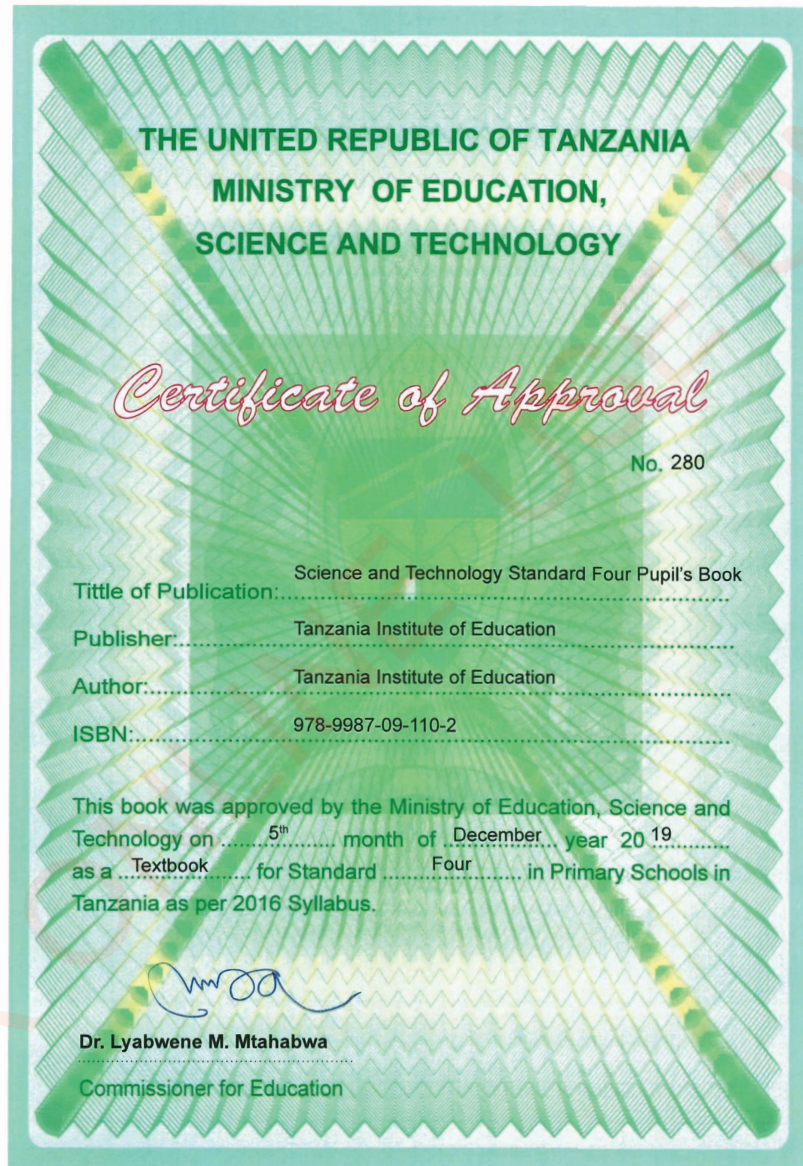 THE UNITED REPUBLIC OF TANZANIA
MINISTRY OF EDUCATION,
SCIENCE AND TECHNOLOGY
Certificate of Approval
No. 280
Tittle of Publication: Science and Technology Standard Four Pupil's Book
Publisher: Tanzania Institute of Education
Author: Tanzania Institute of Education
ISBN: 978-9987-09-110-2
This book was approved by the Ministry of Education, Science and
Technology on 5th month of December year 20 19
as a Textbook for Standard Four in Primary Schools in
Tanzania as per 2016 Syllabus.
Dr. Lyabwene M. Mtahabwa
Commissioner for Education